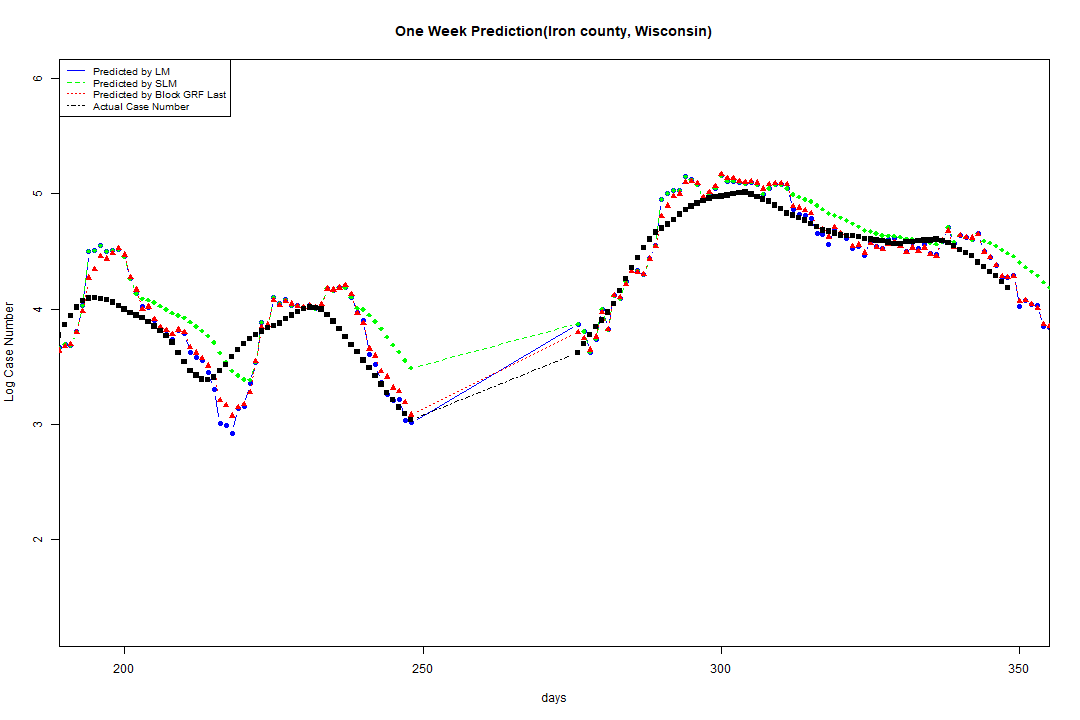 One Week Prediction(Iron county, Wisconsin)
Predicted by LM
Predicted by SLM
Predicted by Block GRF Last
Actual Case Number
6
5
4
3
2
Log Case Number
200
250
300
350
days